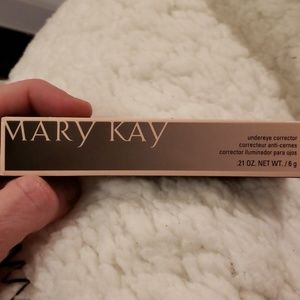 MARY KAY
undereye corrector
correcteur anti-cernes
corrector iluminador para ojos
.21 OZ. NET WT. / 6 g